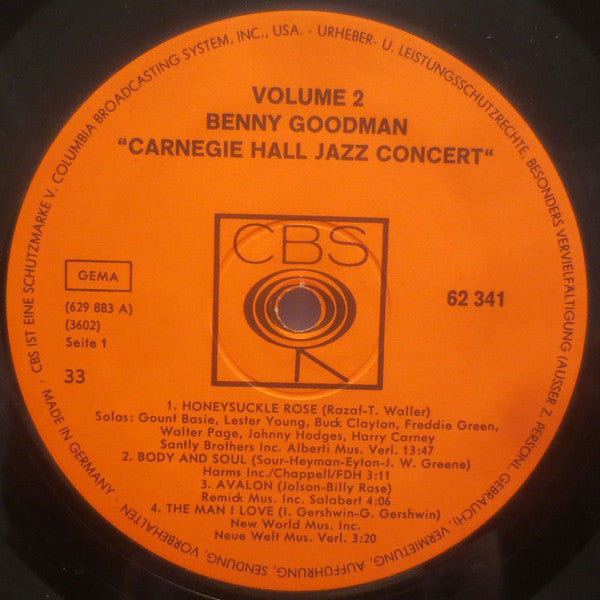 CBS IST EINE SCHUTZMARKE V. COLUMBIA BROADCASTING SYSTEM, INC., USA. · URHEBER- U. LEISTUNGSSCHUTZRECHTE, BESONDERS VERVIELFÄLTIGUNG (AUSSER Z. PERSÖNL. GEBRAUCH), VERMIETUNG, AUFFÜHRUNG, SENDUNG, VORBEHALTEN · MADE IN GERMANY ·
VOLUME 2
BENNY GOODMAN
"CARNEGIE HALL JAZZ CONCERT"
CBS
GEMA
(629 883 A)
(3602)
Seite 1
33
62 341
1. HONEYSUCKLE ROSE (Razaf-T. Waller)
Solos: Gount Basie, Lester Young, Buck Clayton, Freddie Green,
Walter Page, Johnny Hodges, Harry Carney
Santly Brothers Inc. Alberti Mus. Verl. 13:47
2. BODY AND SOUL (Sour-Heyman-Eyton-J. W. Greene)
Harms Inc./Chappell/FDH 3:11
3. AVALON (Jolson-Billy Rose)
Remick Mus. Inc. Salabert 4:06
4. THE MAN I LOVE (I. Gershwin-G. Gershwin)
New World Mus. Inc.
Neue Welt Mus. Verl. 3:20